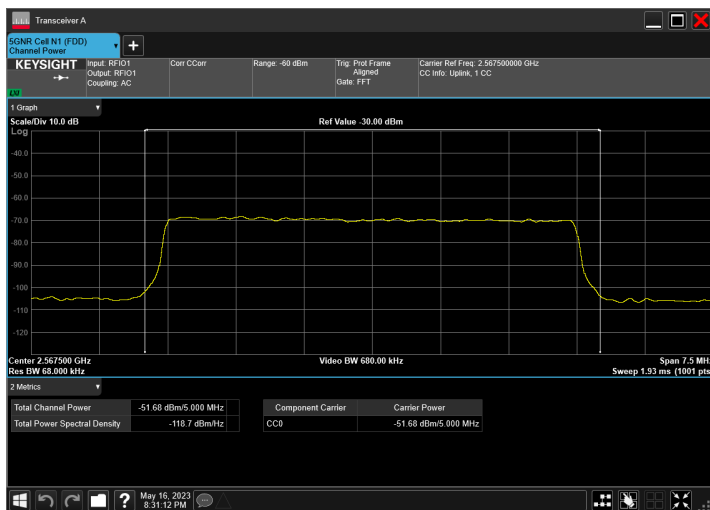 Transceiver A
5GNR Cell N1 (FDD)
Channel Power
KEYSIGHT
Input: RFIO1
Output: RFIO1
Coupling: AC
Corr CCorr
Range: -60 dBm
Trig: Prot Frame
Aligned
Gate: FFT
Carrier Ref Freq: 2.567500000 GHz
CC Info: Uplink, 1 CC
LXI
1 Graph
Scale/Div 10.0 dB
Ref Value -30.00 dBm
Log
-40.0
-50.0
-60.0
-70.0
-80.0
-90.0
-100
-110
-120
Center 2.567500 GHz
Video BW 680.00 kHz
Span 7.5 MHz
Res BW 68.000 kHz
Sweep 1.93 ms (1001 pts
2 Metrics
Total Channel Power -51.68 dBm/5.000 MHz
Total Power Spectral Density -118.7 dBm/Hz
Component Carrier Carrier Power
CC0 -51.68 dBm/5.000 MHz
May 16, 2023
8:31:12 PM